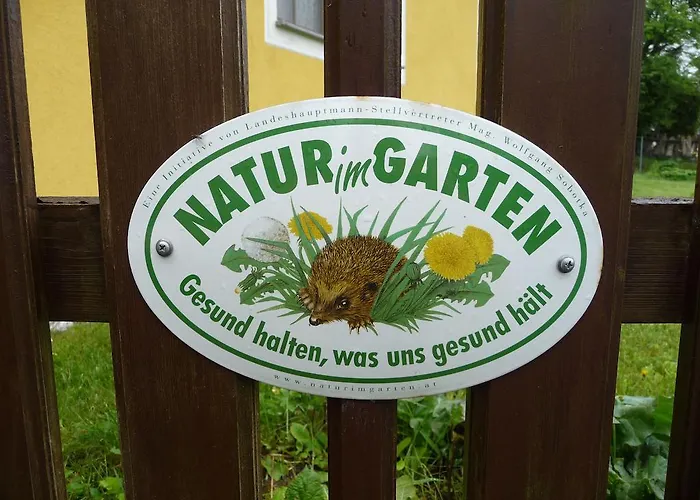 Eine Initiative von Landeshauptmann-Stellvertreter Mag. Wolfgang Sobotka
NATUR im GARTEN
Gesund halten, was uns gesund hält
www.naturimgarten.at